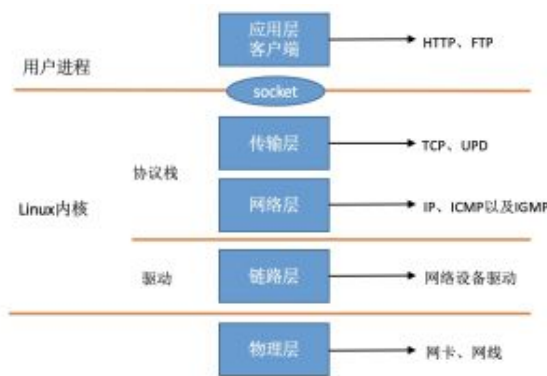 应用层
客户端
HTTP、FTP
用户进程
socket
传输层
TCP、UPD
协议栈
Linux内核
网络层
IP、ICMP以及IGMP
驱动
链路层
网络设备驱动
物理层
网卡、网线